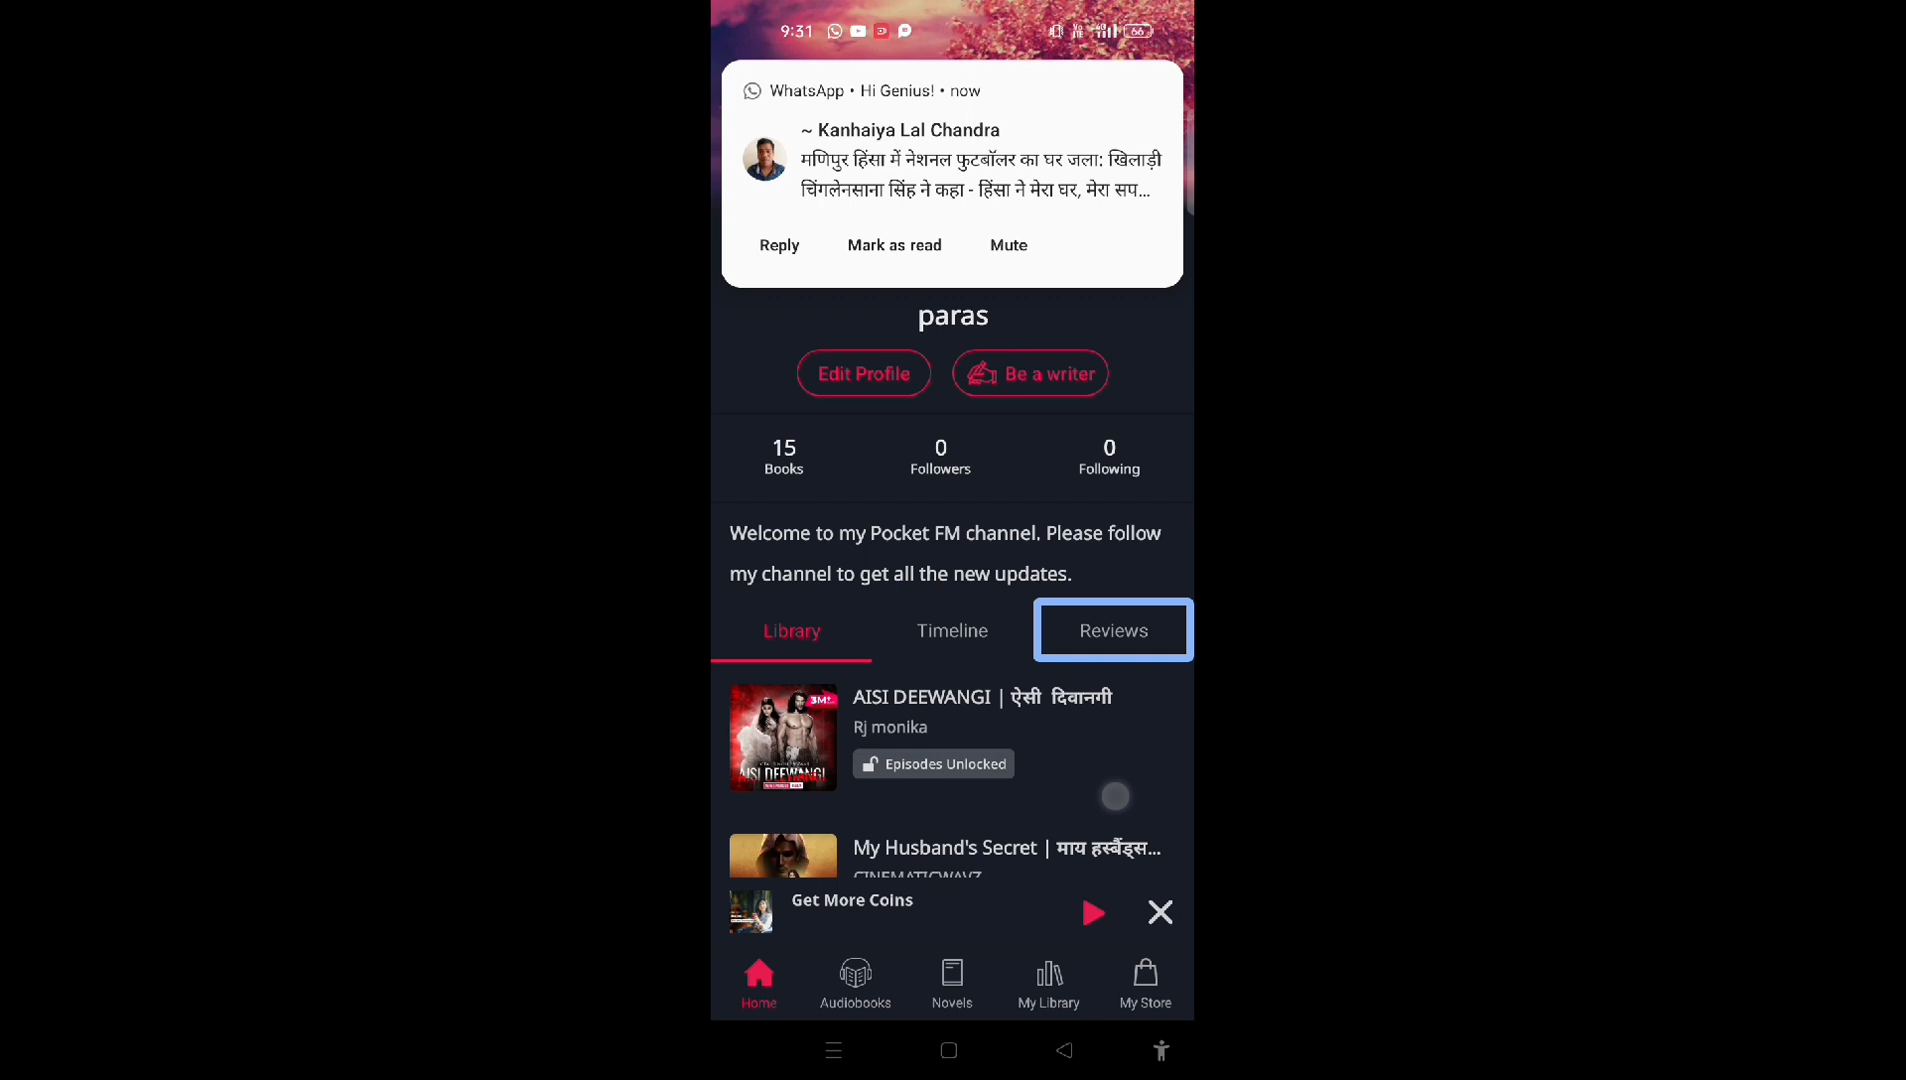 9:31
66
WhatsApp • Hi Genius! • now
~ Kanhaiya Lal Chandra
मणिपुर हिंसा में नेशनल फुटबॉलर का घर जला: खिलाड़ी
चिंगलेनसाना सिंह ने कहा - हिंसा ने मेरा घर, मेरा सप...
Reply Mark as read Mute
paras
Edit Profile Be a writer
15 0 0
Books Followers Following
Welcome to my Pocket FM channel. Please follow
my channel to get all the new updates.
Library Timeline Reviews
3M+
AISI DEEWANGI | ऐसी दिवानगी
Rj monika
AISI DEEWANGI
Episodes Unlocked
My Husband's Secret | माय हस्बैंड्स...
CINEMATICWAVZ
Get More Coins
Home Audiobooks Novels My Library My Store